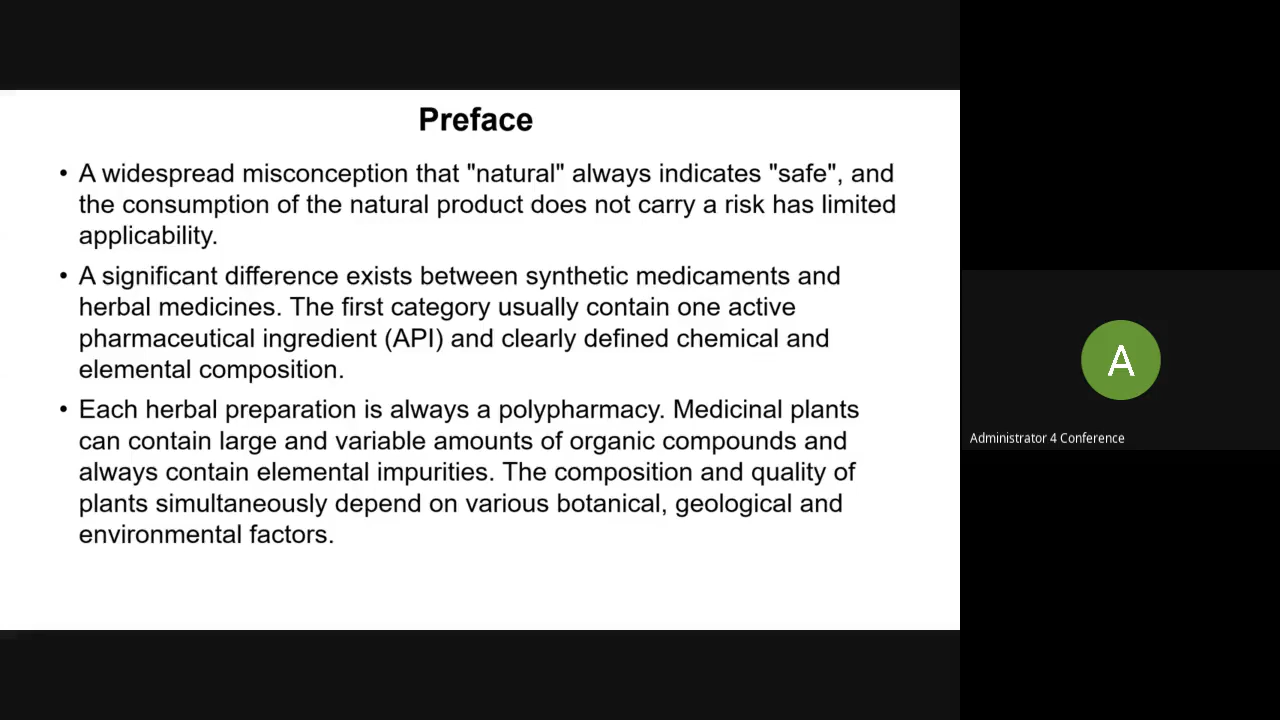 Preface
• A widespread misconception that "natural" always indicates "safe", and
the consumption of the natural product does not carry a risk has limited
applicability.
• A significant difference exists between synthetic medicaments and
herbal medicines. The first category usually contain one active
pharmaceutical ingredient (API) and clearly defined chemical and
elemental composition.
• Each herbal preparation is always a polypharmacy. Medicinal plants
can contain large and variable amounts of organic compounds and
always contain elemental impurities. The composition and quality of
plants simultaneously depend on various botanical, geological and
environmental factors.
A
Administrator 4 Conference